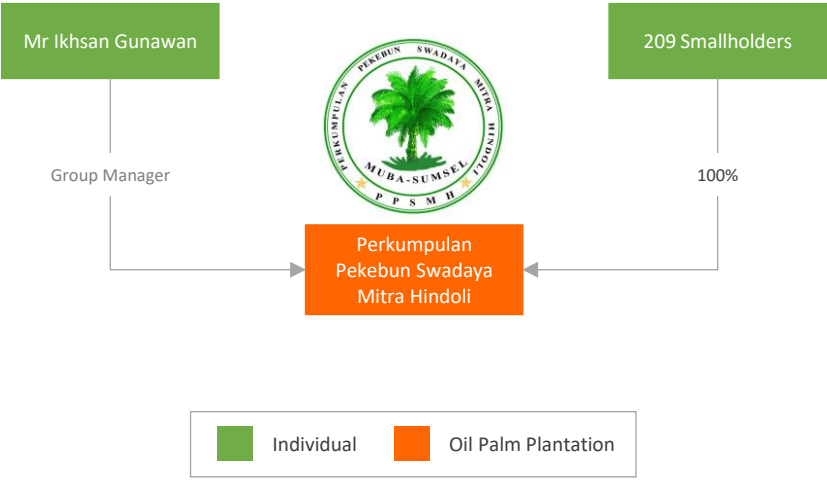 Mr Ikhsan Gunawan
209 Smallholders
PERKUMPULAN PEKEBUN SWADAYA MITRA HINDOLI
MUBA-SUMSEL
PPSMH
Group Manager
100%
Perkumpulan
Pekebun Swadaya
Mitra Hindoli
Individual
Oil Palm Plantation